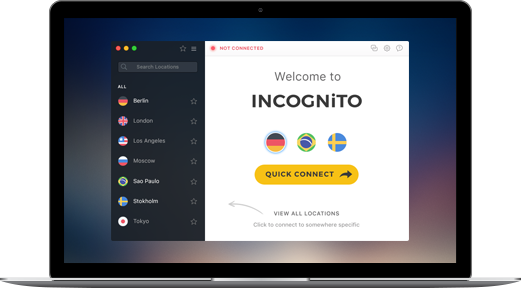 NOT CONNECTED
Search Locations
ALL
Berlin
London
Los Angeles
Moscow
Sao Paulo
Stokholm
Tokyo
Welcome to
INCOGNiTO
QUICK CONNECT
VIEW ALL LOCATIONS
Click to connect to somewhere specific